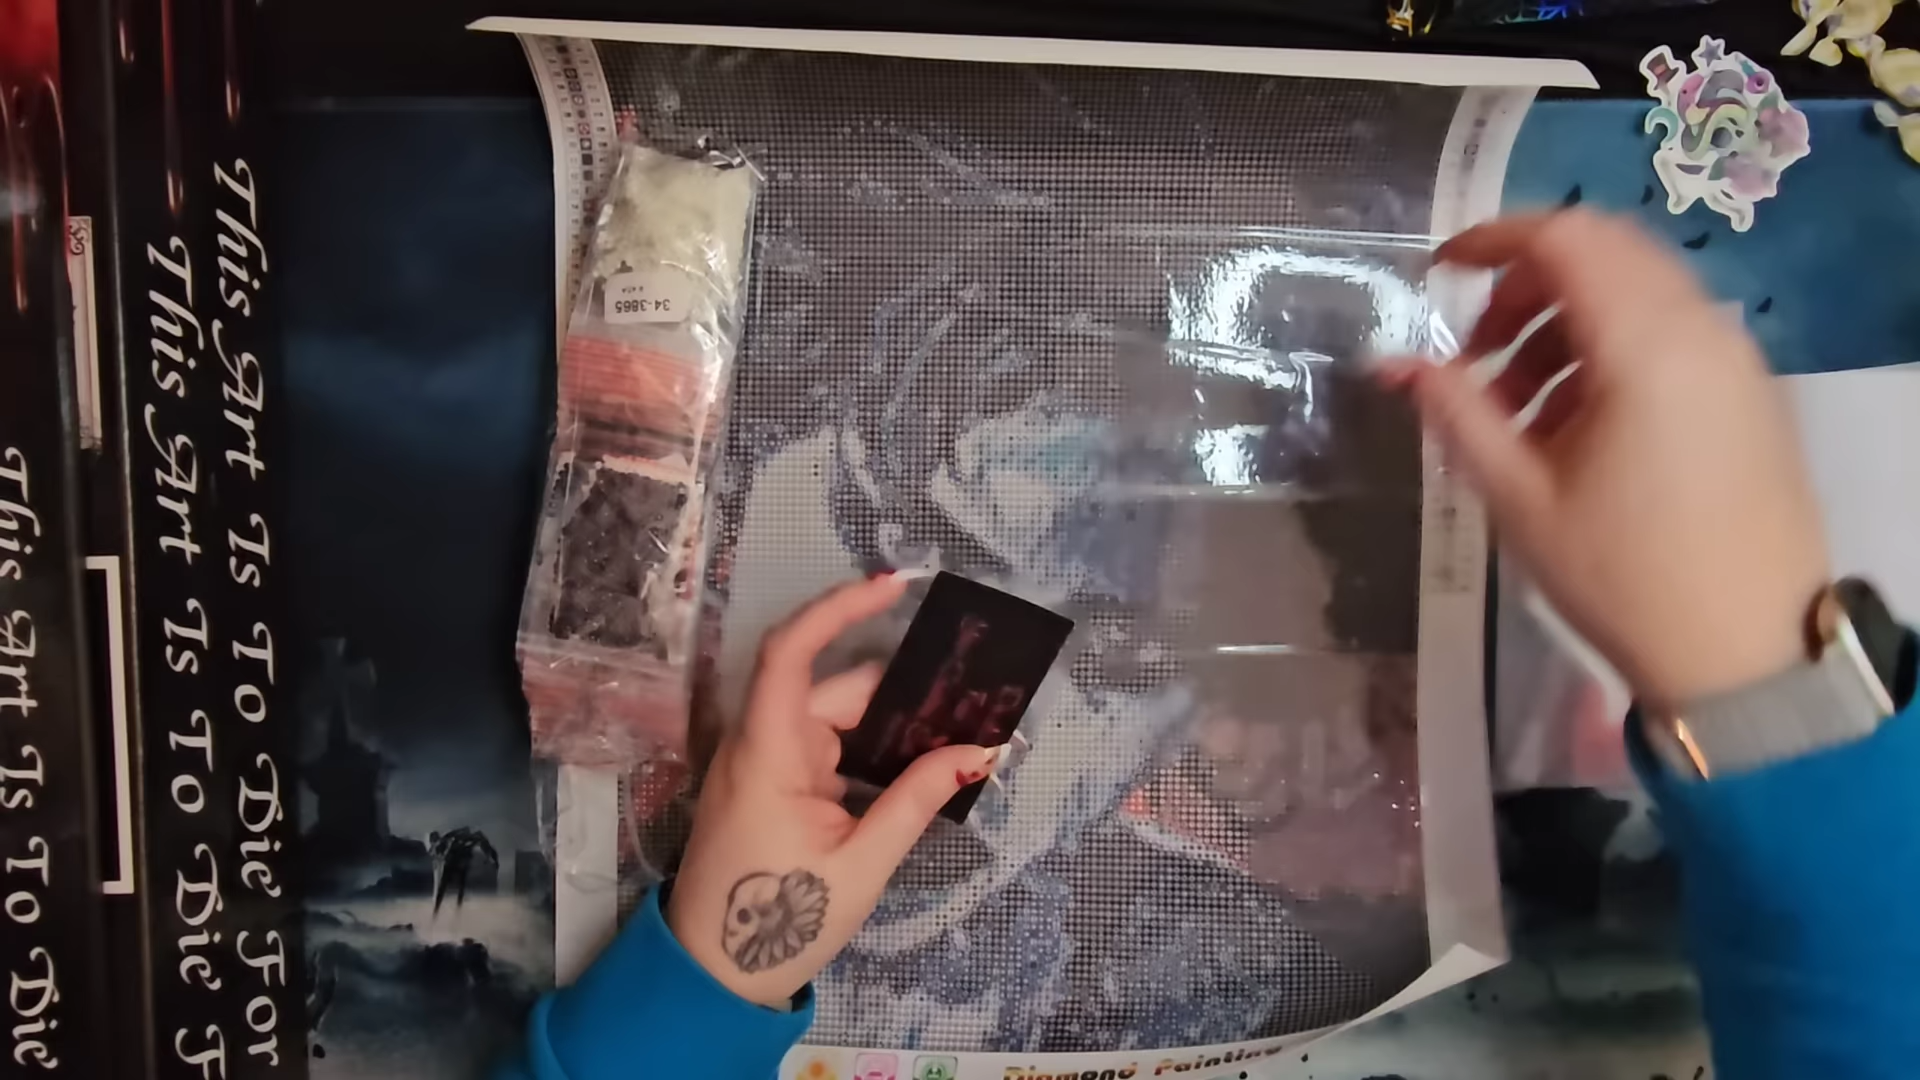 This Art Is To Die
This Art Is To Die F
This Art Is To Die For
34-3865
Diamond Painting